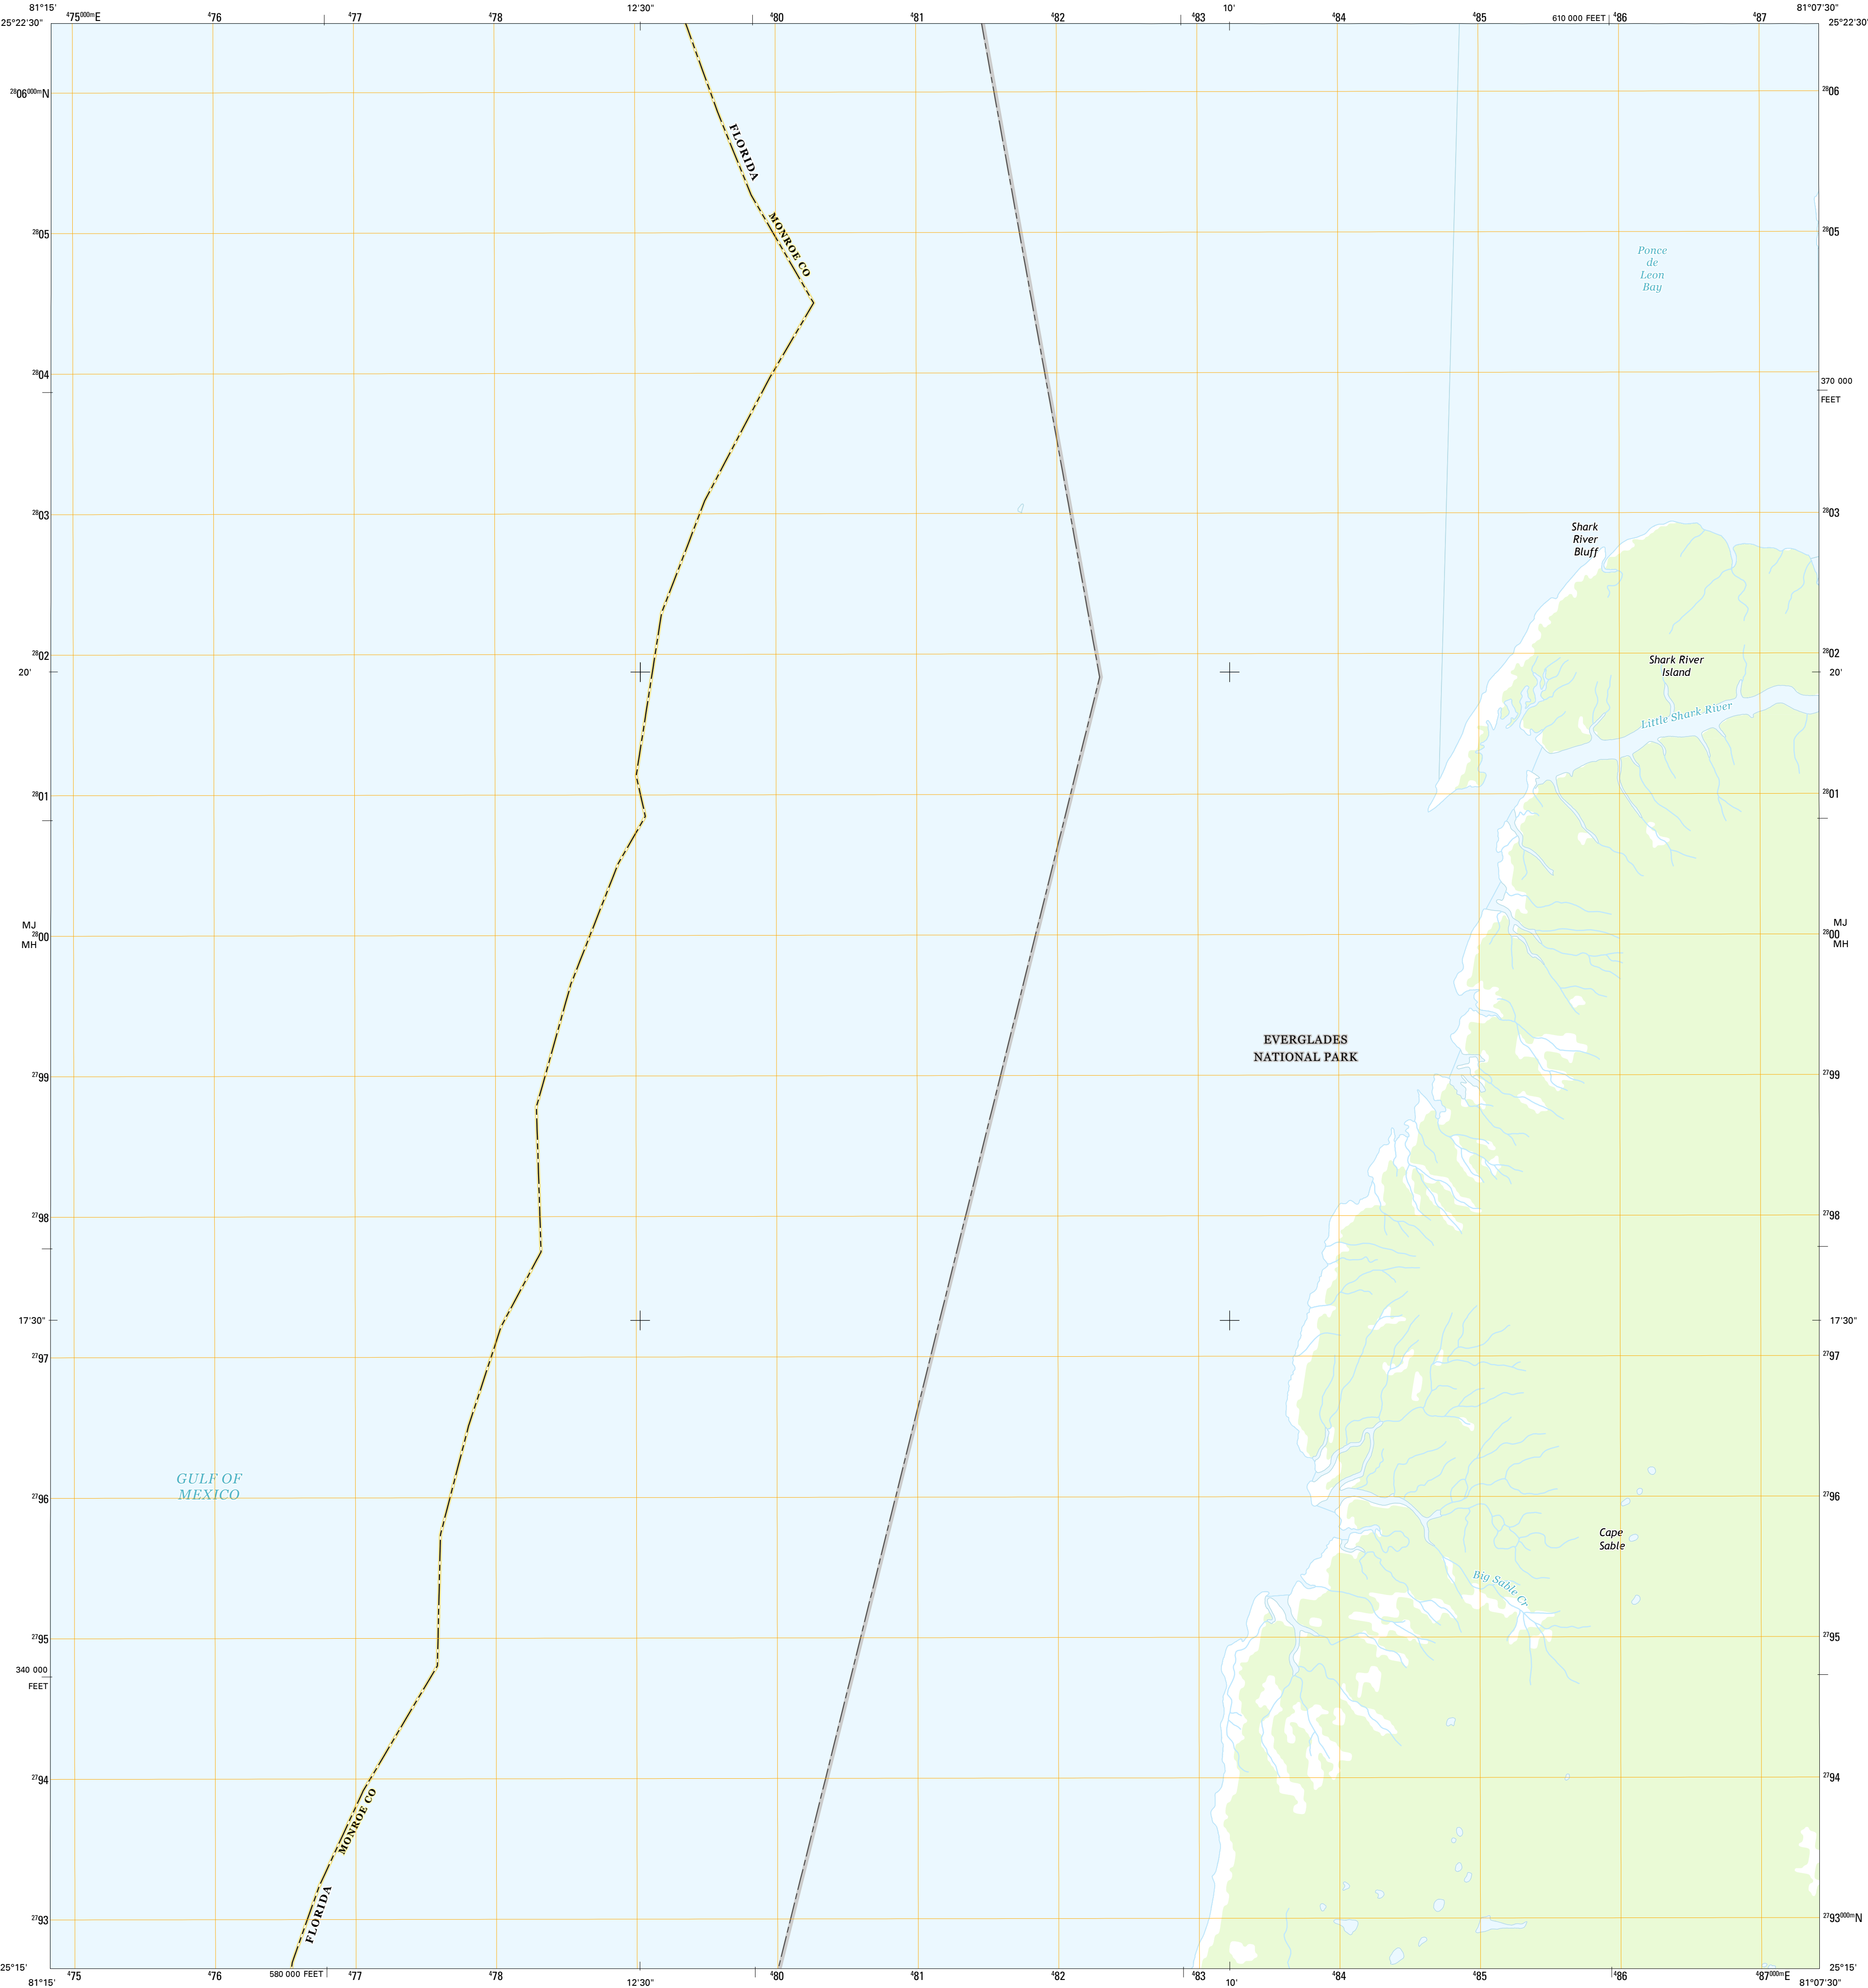 81°15' ⁴75⁰⁰⁰ᵐE ⁴76 ⁴77 ⁴78 12'30" ⁴80 ⁴81 ⁴82 10' ⁴83 ⁴84 ⁴85 610 000 FEET ⁴86 ⁴87 81°07'30"
25°22'30" 25°22'30"
²⁸06⁰⁰⁰ᵐN ²⁸06
FLORIDA
MONROE CO
²⁸05 ²⁸05
Ponce
de
Leon
Bay
²⁸04
370 000
FEET
²⁸03 ²⁸03
Shark
River
Bluff
²⁸02 ²⁸02
Shark River
Island
20' 20'
Little Shark River
²⁸01 ²⁸01
MJ MJ
²⁸00 ²⁸00
MH MH
EVERGLADES
NATIONAL PARK
²⁷99 ²⁷99
²⁷98 ²⁷98
17'30" 17'30"
²⁷97 ²⁷97
GULF OF
MEXICO
²⁷96 ²⁷96
Cape
Sable
Big Sable Cr
²⁷95 ²⁷95
340 000
FEET
²⁷94 ²⁷94
MONROE CO
FLORIDA
²⁷93 ²⁷93⁰⁰⁰ᵐN
25°15' 25°15'
81°15' ⁴75 ⁴76 580 000 FEET ⁴77 ⁴78 12'30" ⁴80 ⁴81 ⁴82 ⁴83 10' ⁴84 ⁴85 ⁴86 ⁴87⁰⁰⁰ᵐE 81°07'30"